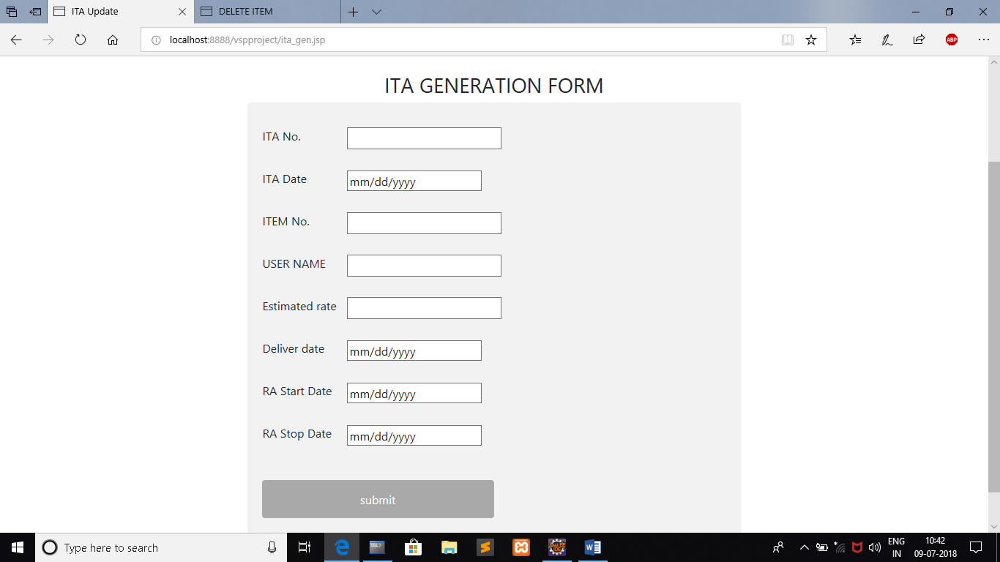 ITA Update
DELETE ITEM
localhost:8888/vspproject/ita_gen.jsp
ABP
ITA GENERATION FORM
ITA No.
ITA Date mm/dd/yyyy
ITEM No.
USER NAME
Estimated rate
Deliver date mm/dd/yyyy
RA Start Date mm/dd/yyyy
RA Stop Date mm/dd/yyyy
submit
Type here to search
ENG
IN
10:42
09-07-2018